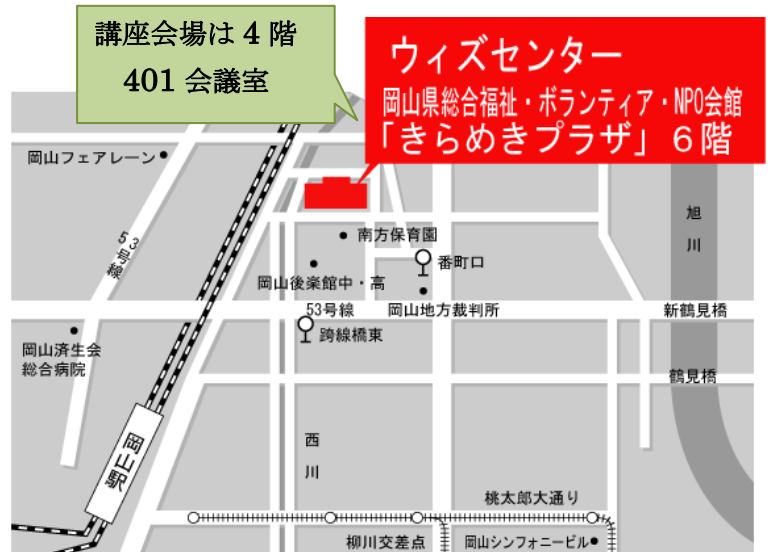 講座会場は 4 階
401 会議室
ウィズセンター
岡山県総合福祉・ボランティア・NPO会館
「きらめきプラザ」６階
岡山フェアレーン
53号線
旭川
南方保育園
番町口
岡山後楽館中・高
53号線
岡山地方裁判所
新鶴見橋
跨線橋東
岡山済生会
総合病院
鶴見橋
岡山駅
西川
桃太郎大通り
柳川交差点
岡山シンフォニービル